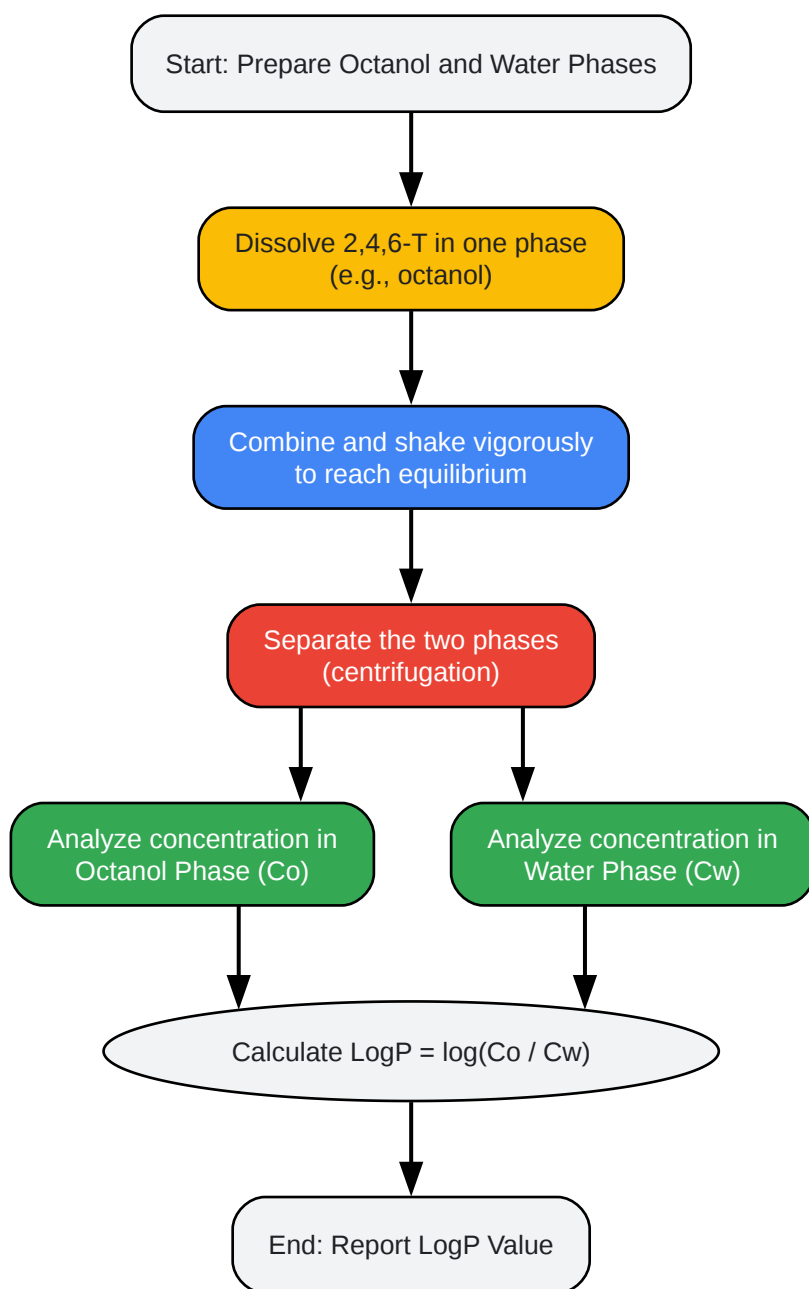 Start: Prepare Octanol and Water Phases
Dissolve 2,4,6-T in one phase
(e.g., octanol)
Combine and shake vigorously
to reach equilibrium
Separate the two phases
(centrifugation)
Analyze concentration in
Octanol Phase (Co)
Analyze concentration in
Water Phase (Cw)
Calculate LogP = log(Co / Cw)
End: Report LogP Value